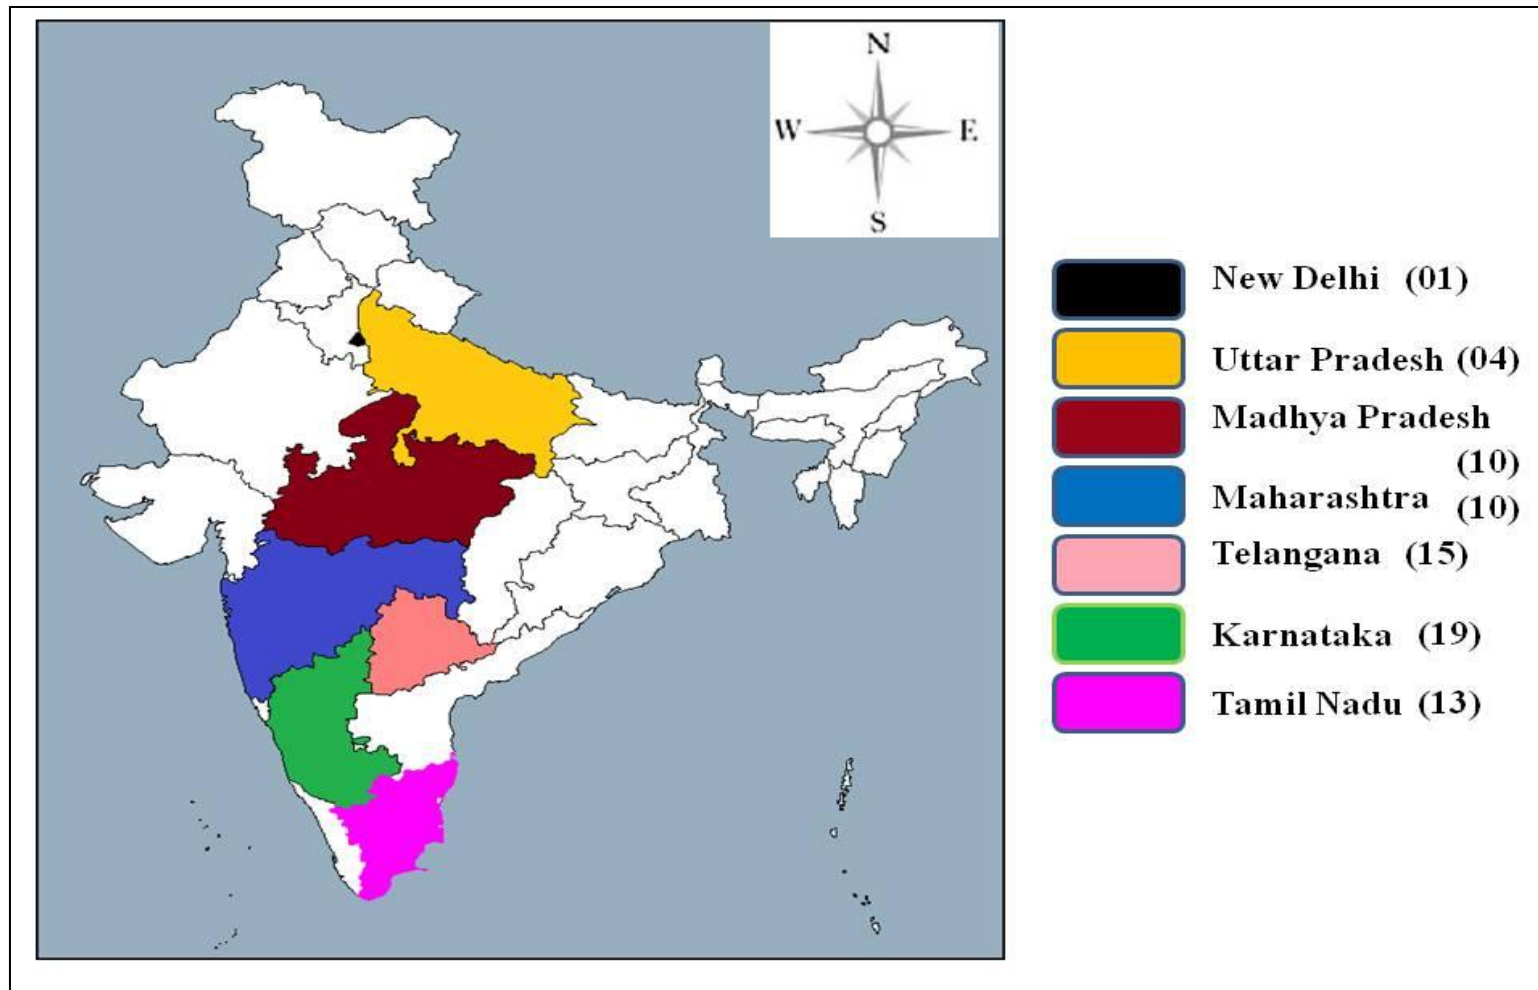 N
W E
S
New Delhi (01)
Uttar Pradesh (04)
Madhya Pradesh
(10)
Maharashtra (10)
Telangana (15)
Karnataka (19)
Tamil Nadu (13)